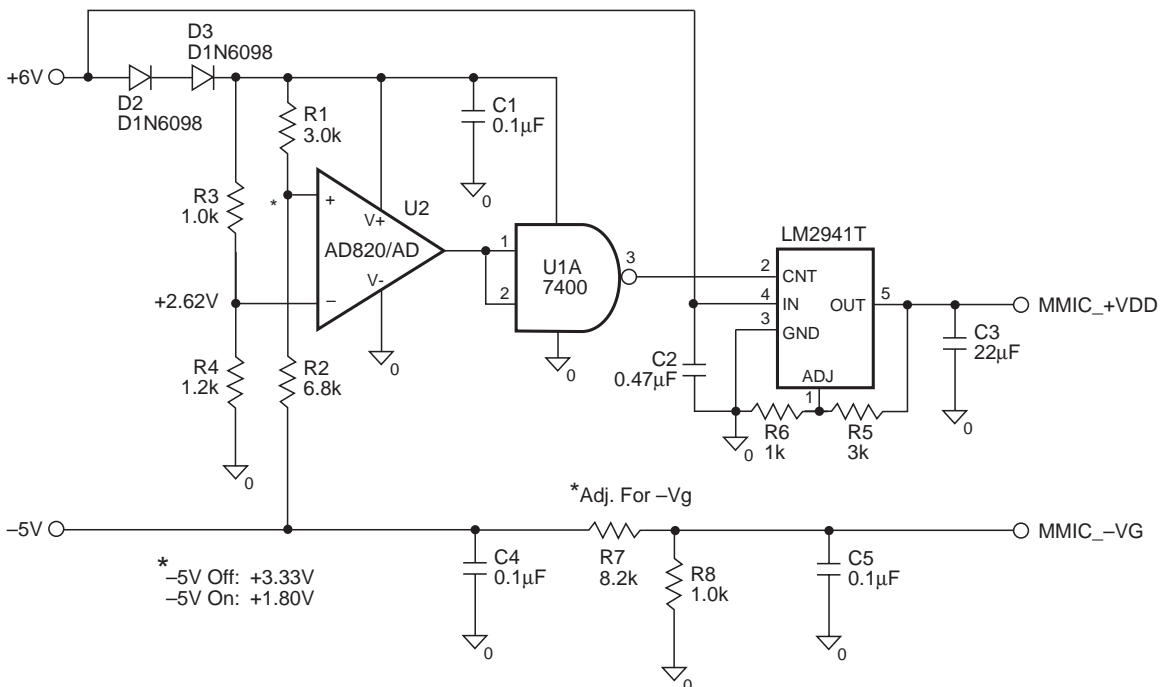 D3
D1N6098
+6V
D2
D1N6098
R1
3.0k
C1
0.1µF
0
R3
1.0k
*
+
V+
U2
AD820/AD
V-
–
+2.62V
0
1
2
U1A
7400
3
0
LM2941T
2
CNT
4
IN
3
GND
OUT
5
ADJ
1
MMIC_+VDD
C3
22µF
0
C2
0.47µF
R4
1.2k
0
R2
6.8k
0
R6
1k
R5
3k
*Adj. For –Vg
–5V
MMIC_–VG
*
–5V Off: +3.33V
–5V On: +1.80V
C4
0.1µF
0
R7
8.2k
R8
1.0k
0
C5
0.1µF
0